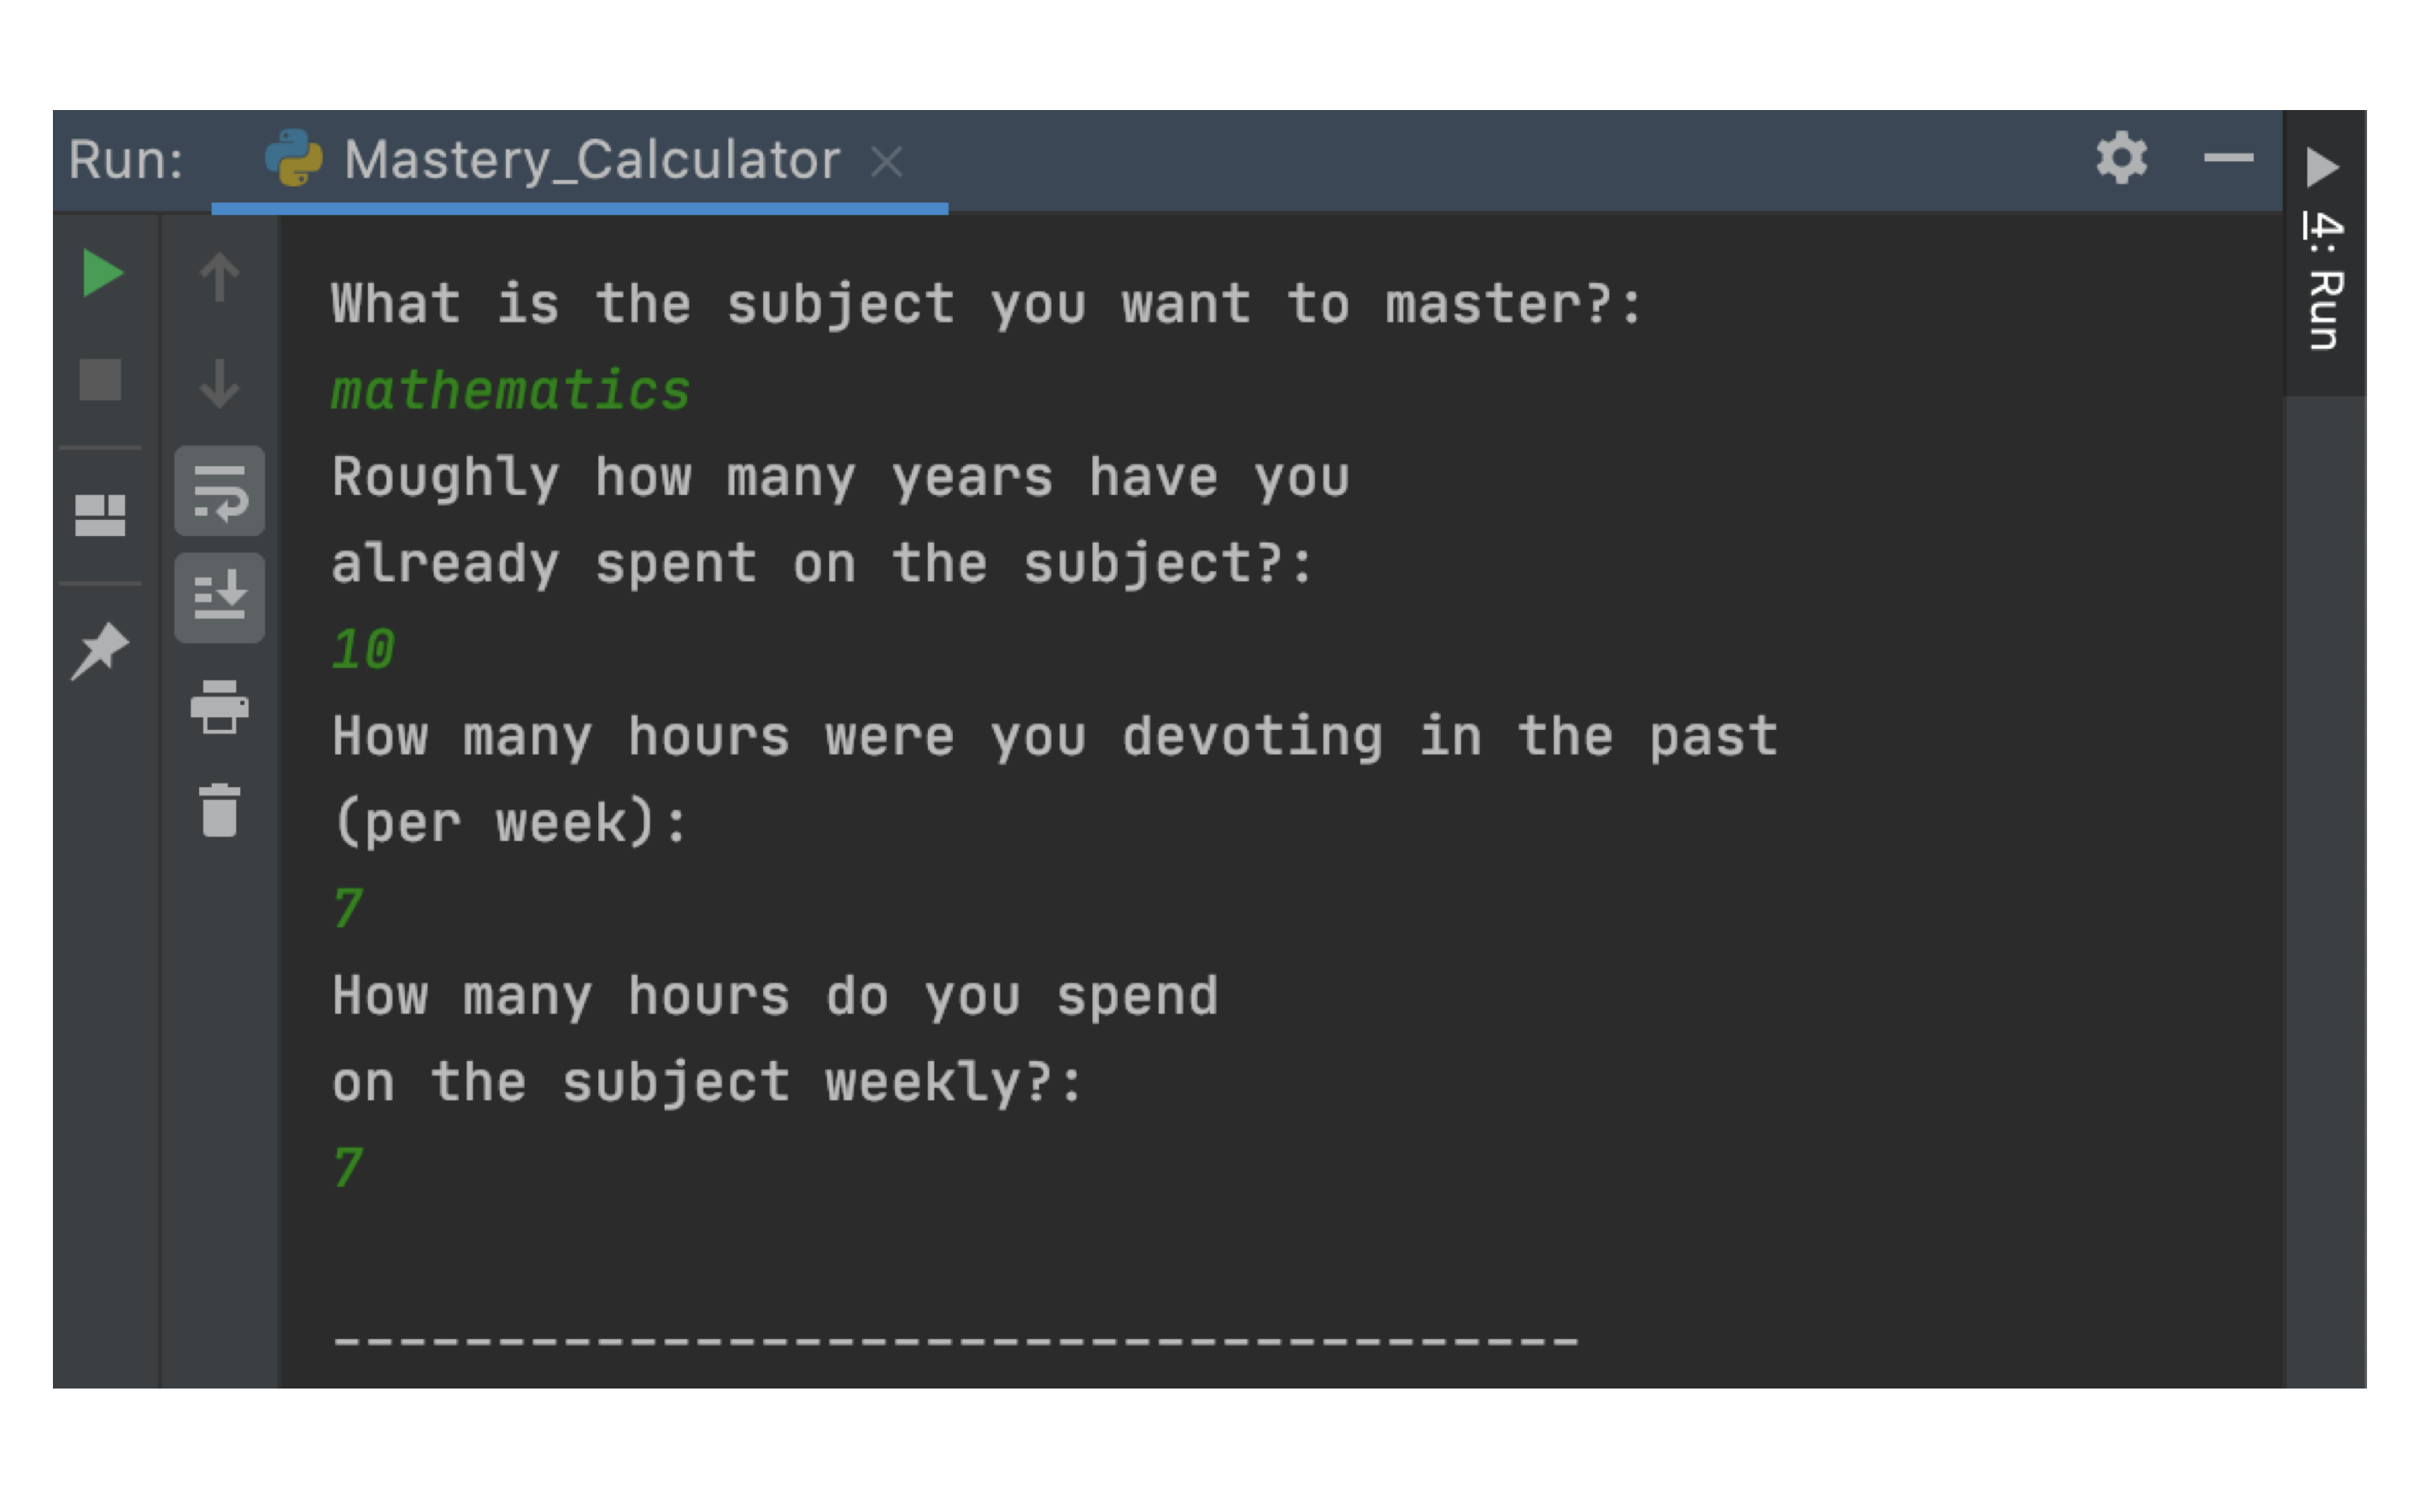 Run: Mastery_Calculator
4: Run
What is the subject you want to master?:
mathematics
Roughly how many years have you
already spent on the subject?:
10
How many hours were you devoting in the past
(per week):
7
How many hours do you spend
on the subject weekly?:
7
--------------------------------------